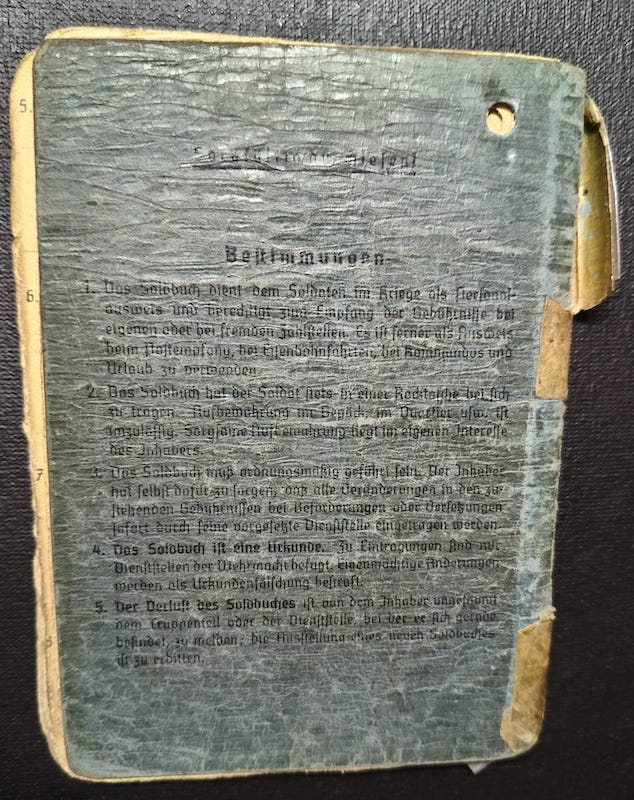 5.
6.
7
8
Sorgfältig durchlesen!
Bestimmungen
1. Das Soldbuch dient dem Soldaten im Kriege als Personal-
ausweis und berechtigt zum Empfang der Gebührnisse bei
eigenen oder bei fremden Zahlstellen. Es ist ferner als Ausweis
beim Postempfang, bei Eisenbahnfahrten, bei Kommandos und
Urlaub zu verwenden.
2. Das Soldbuch hat der Soldat stets in einer Rocktasche bei sich
zu tragen. Aufbewahrung im Gepäck, im Quartier usw. ist
unzulässig. Sorgsame Aufbewahrung liegt im eigenen Interesse
des Inhabers.
3. Das Soldbuch muß ordnungsmäßig geführt sein. Der Inhaber
hat selbst dafür zu sorgen, daß alle Veränderungen in den zu-
stehenden Gebührnissen bei Beförderungen oder Versetzungen
sofort durch seine vorgesetzte Dienststelle eingetragen werden.
4. Das Soldbuch ist eine Urkunde. Zu Eintragungen sind nur
Dienststellen der Wehrmacht befugt. Eigenmächtige Änderungen
werden als Urkundenfälschung bestraft.
5. Der Verlust des Soldbuches ist von dem Inhaber ungesäumt
dem Truppenteil oder der Dienststelle, bei der er sich gerade
befindet, zu melden; die Ausstellung eines neuen Soldbuches
ist zu erbitten.